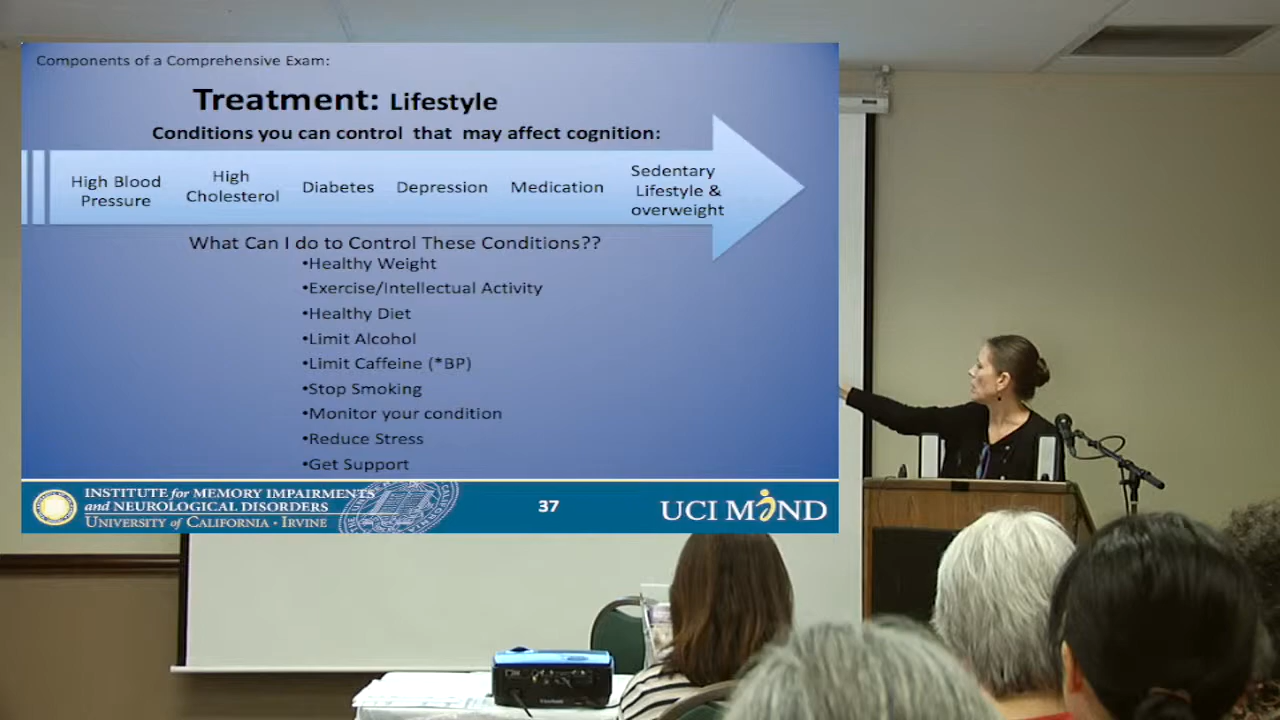 Components of a Comprehensive Exam:
Treatment: Lifestyle
Conditions you can control that may affect cognition:
High Blood
Pressure
High
Cholesterol
Diabetes
Depression
Medication
Sedentary
Lifestyle &
overweight
What Can I do to Control These Conditions??
•Healthy Weight
•Exercise/Intellectual Activity
•Healthy Diet
•Limit Alcohol
•Limit Caffeine (*BP)
•Stop Smoking
•Monitor your condition
•Reduce Stress
•Get Support
INSTITUTE for MEMORY IMPAIRMENTS
and NEUROLOGICAL DISORDERS
UNIVERSITY of CALIFORNIA • IRVINE
37
UCI MIND